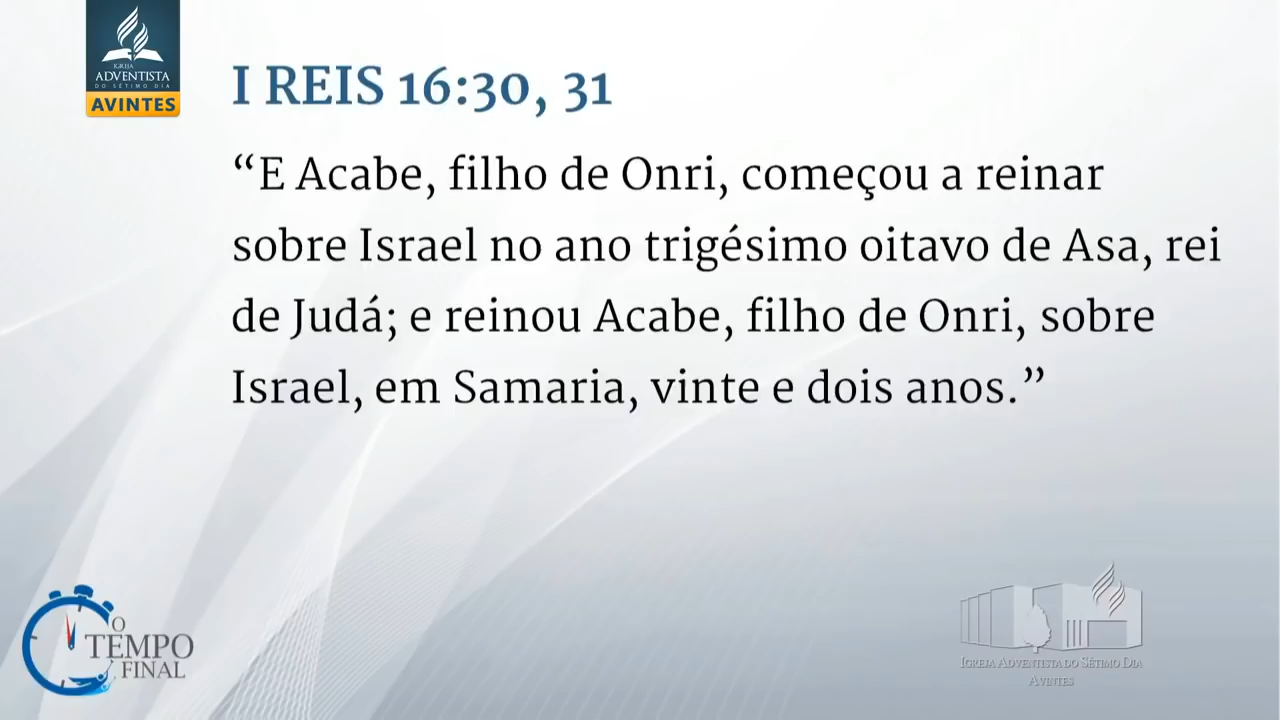 IGREJA
ADVENTISTA
DO SÉTIMO DIA
AVINTES
I REIS 16:30, 31
“E Acabe, filho de Onri, começou a reinar
sobre Israel no ano trigésimo oitavo de Asa, rei
de Judá; e reinou Acabe, filho de Onri, sobre
Israel, em Samaria, vinte e dois anos.”
O
TEMPO
FINAL
IGREJA ADVENTISTA DO SÉTIMO DIA
AVINTES